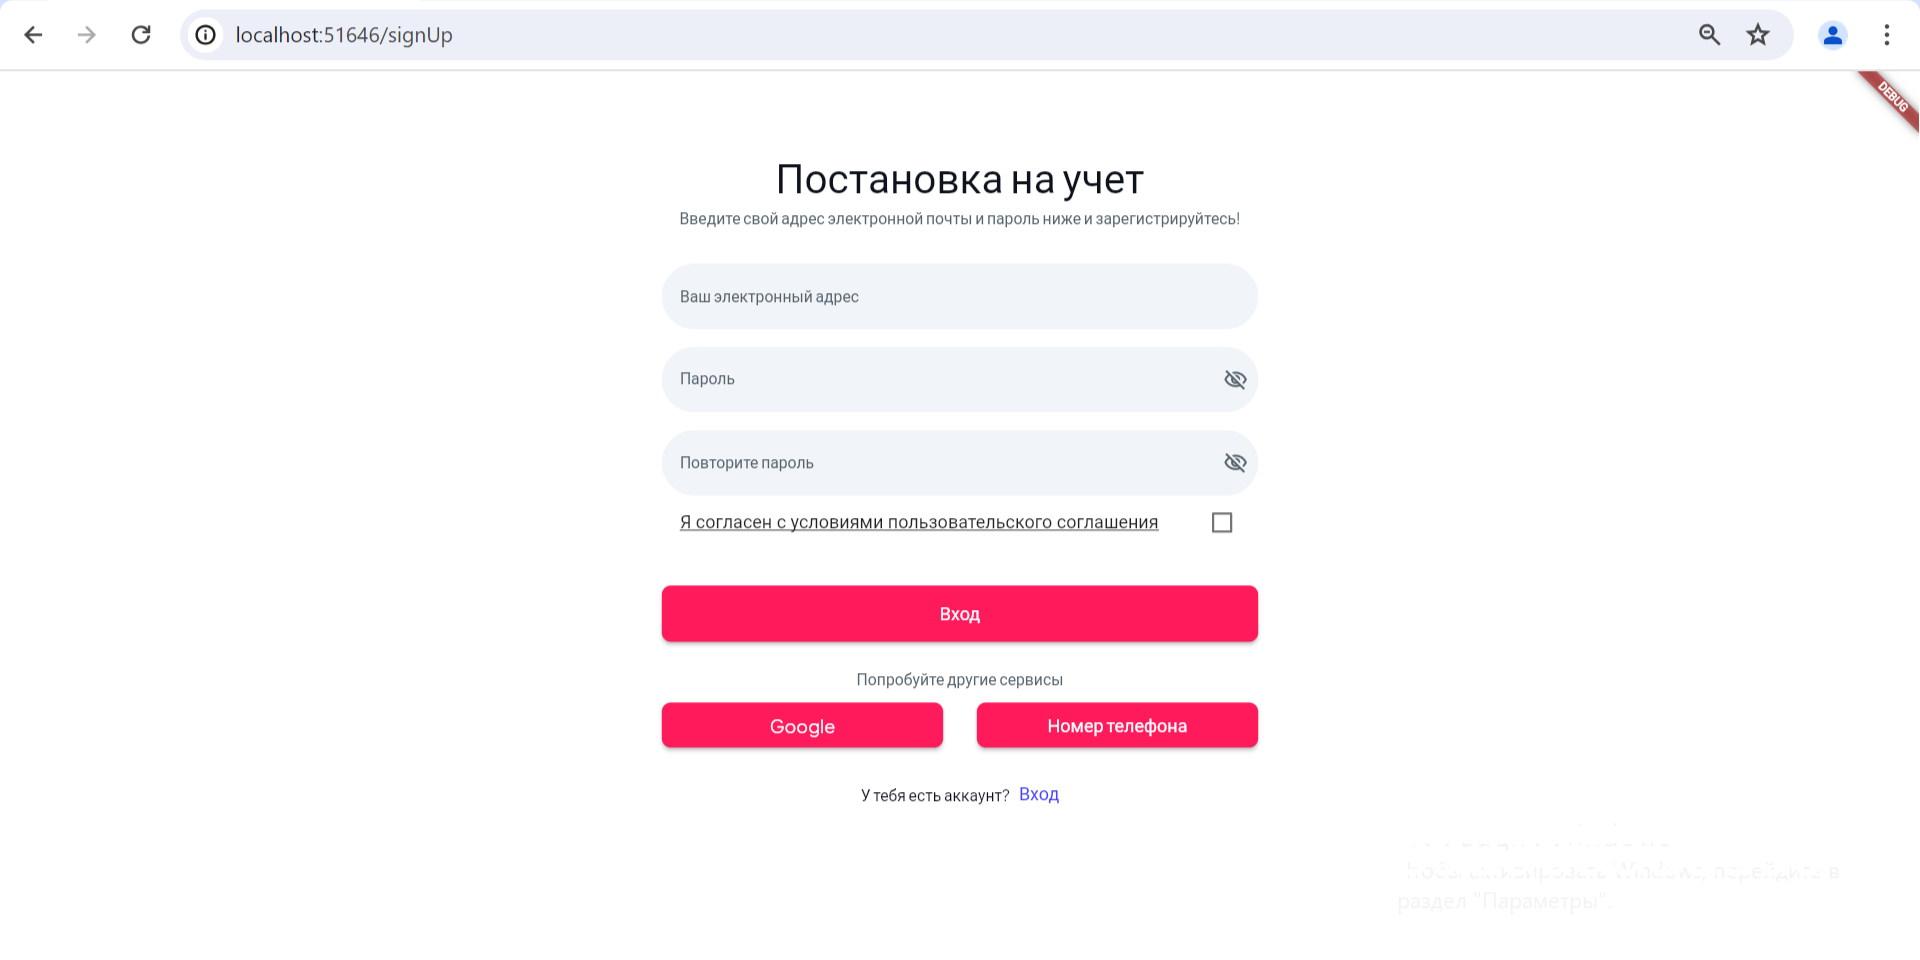 localhost:51646/signUp
DEBUG
Постановка на учет
Введите свой адрес электронной почты и пароль ниже и зарегистрируйтесь!
Ваш электронный адрес
Пароль
Повторите пароль
Я согласен с условиями пользовательского соглашения
Вход
Попробуйте другие сервисы
Google
Номер телефона
У тебя есть аккаунт? Вход
Windows, перейдите в
раздел "Параметры".